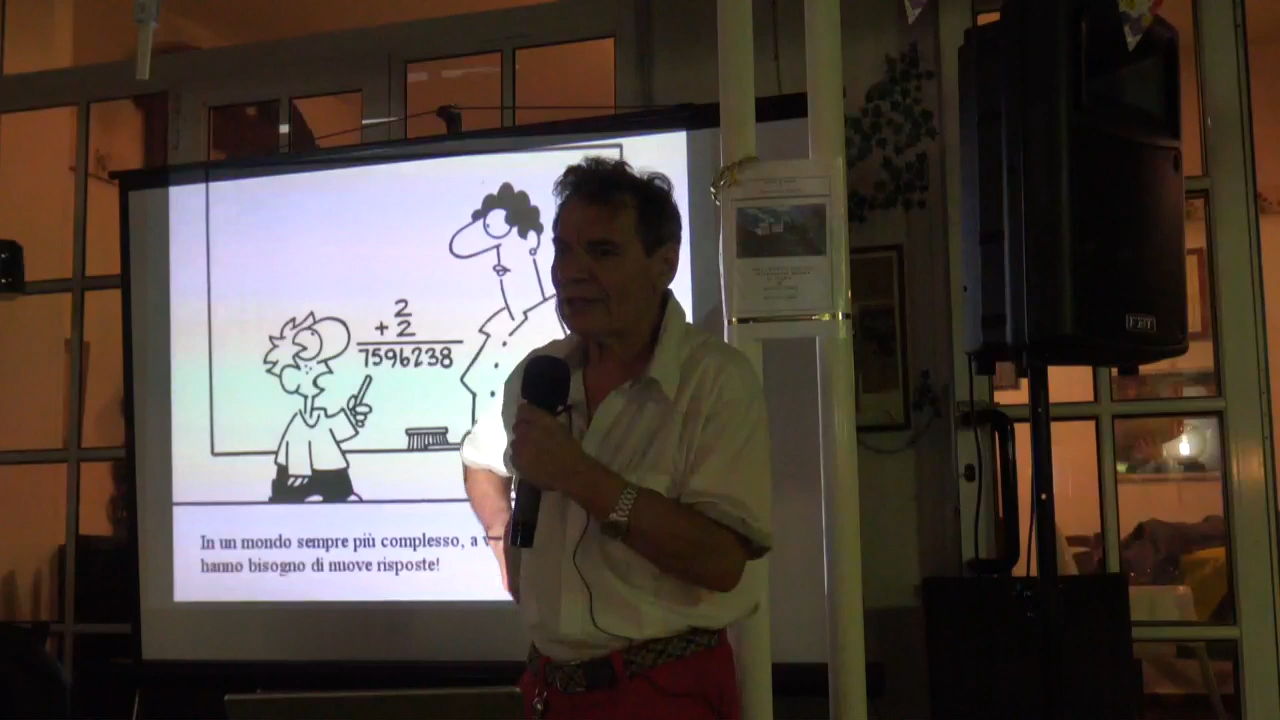 2
+ 2
7596238
In un mondo sempre più complesso, a v
hanno bisogno di nuove risposte!